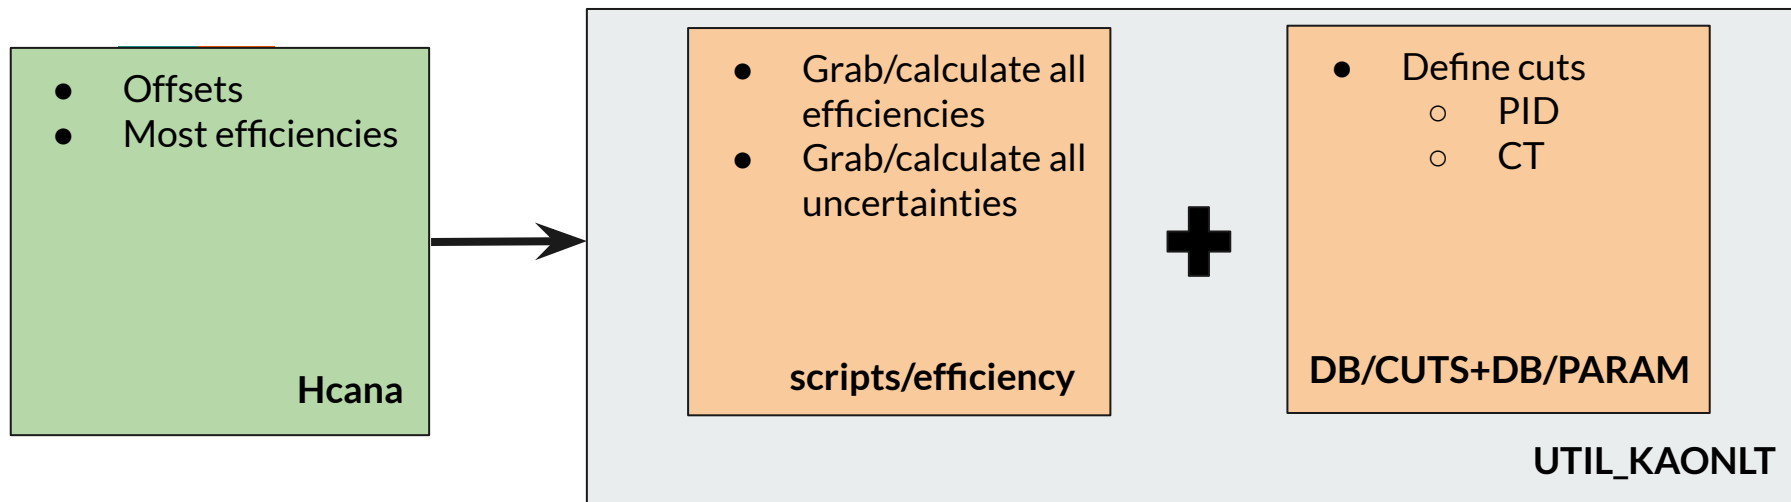 ● Offsets
● Most efficiencies
Hcana
● Grab/calculate all
efficiencies
● Grab/calculate all
uncertainties
scripts/efficiency
● Define cuts
○ PID
○ CT
DB/CUTS+DB/PARAM
UTIL_KAONLT